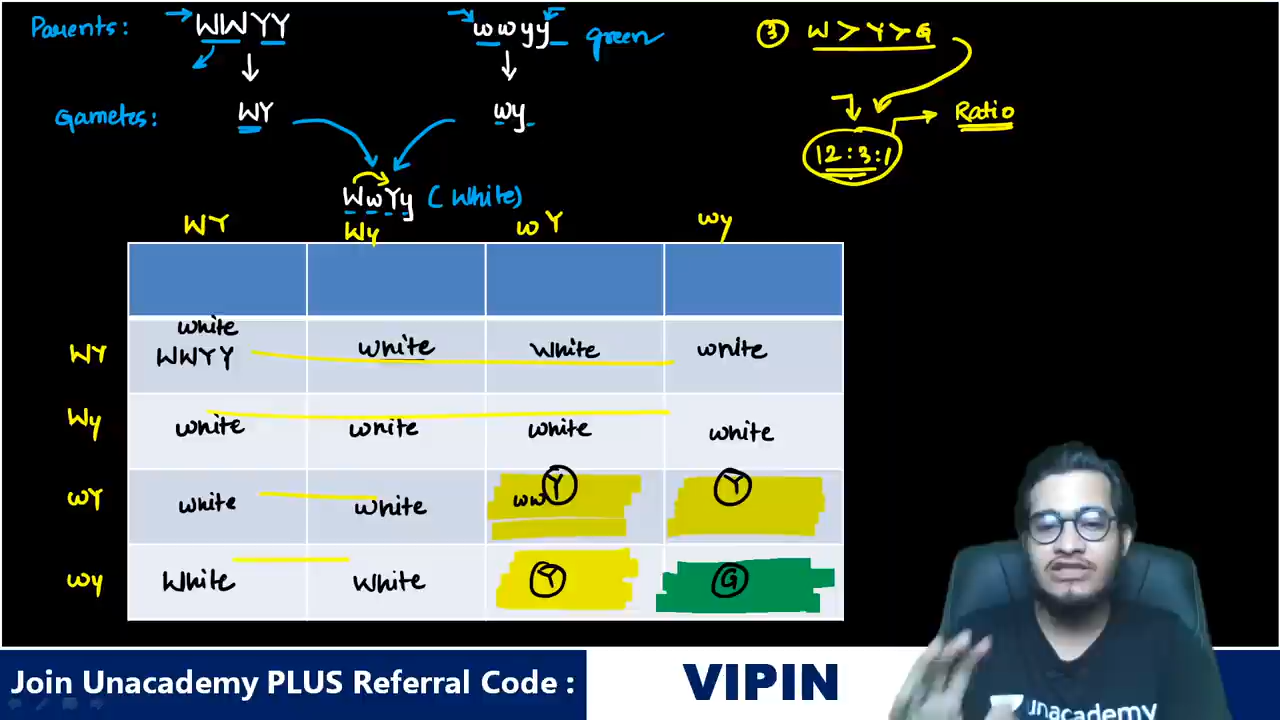 Parents: WWYY wwyy green
③ W > Y > G
Gametes: WY wy
Ratio
12:3:1
WwYy (White)
WY Wy wY wy
WY white WWYY white White white
Wy white white white white
wY white white wwY Y
wy White White Y G
Join Unacademy PLUS Referral Code :
VIPIN
unacademy